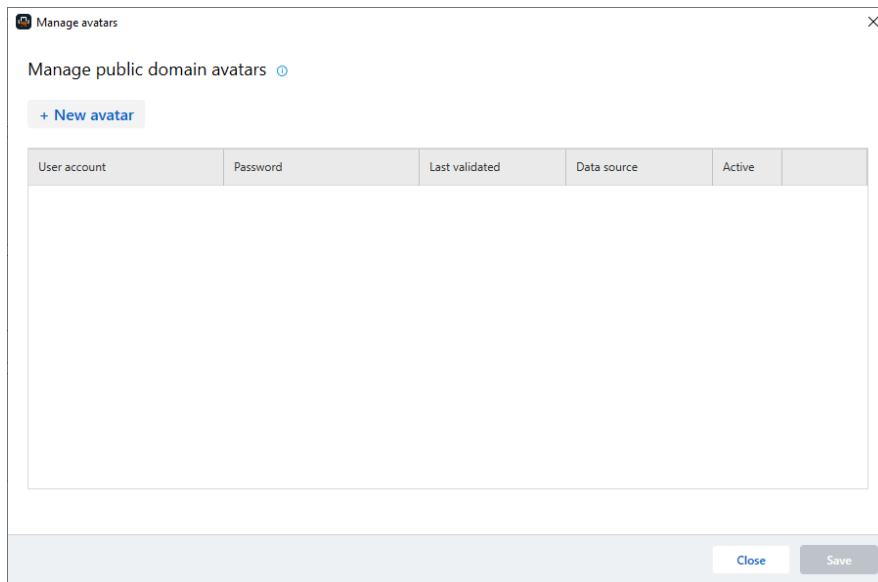 Manage avatars
Manage public domain avatars
+ New avatar
User account Password Last validated Data source Active
Close Save